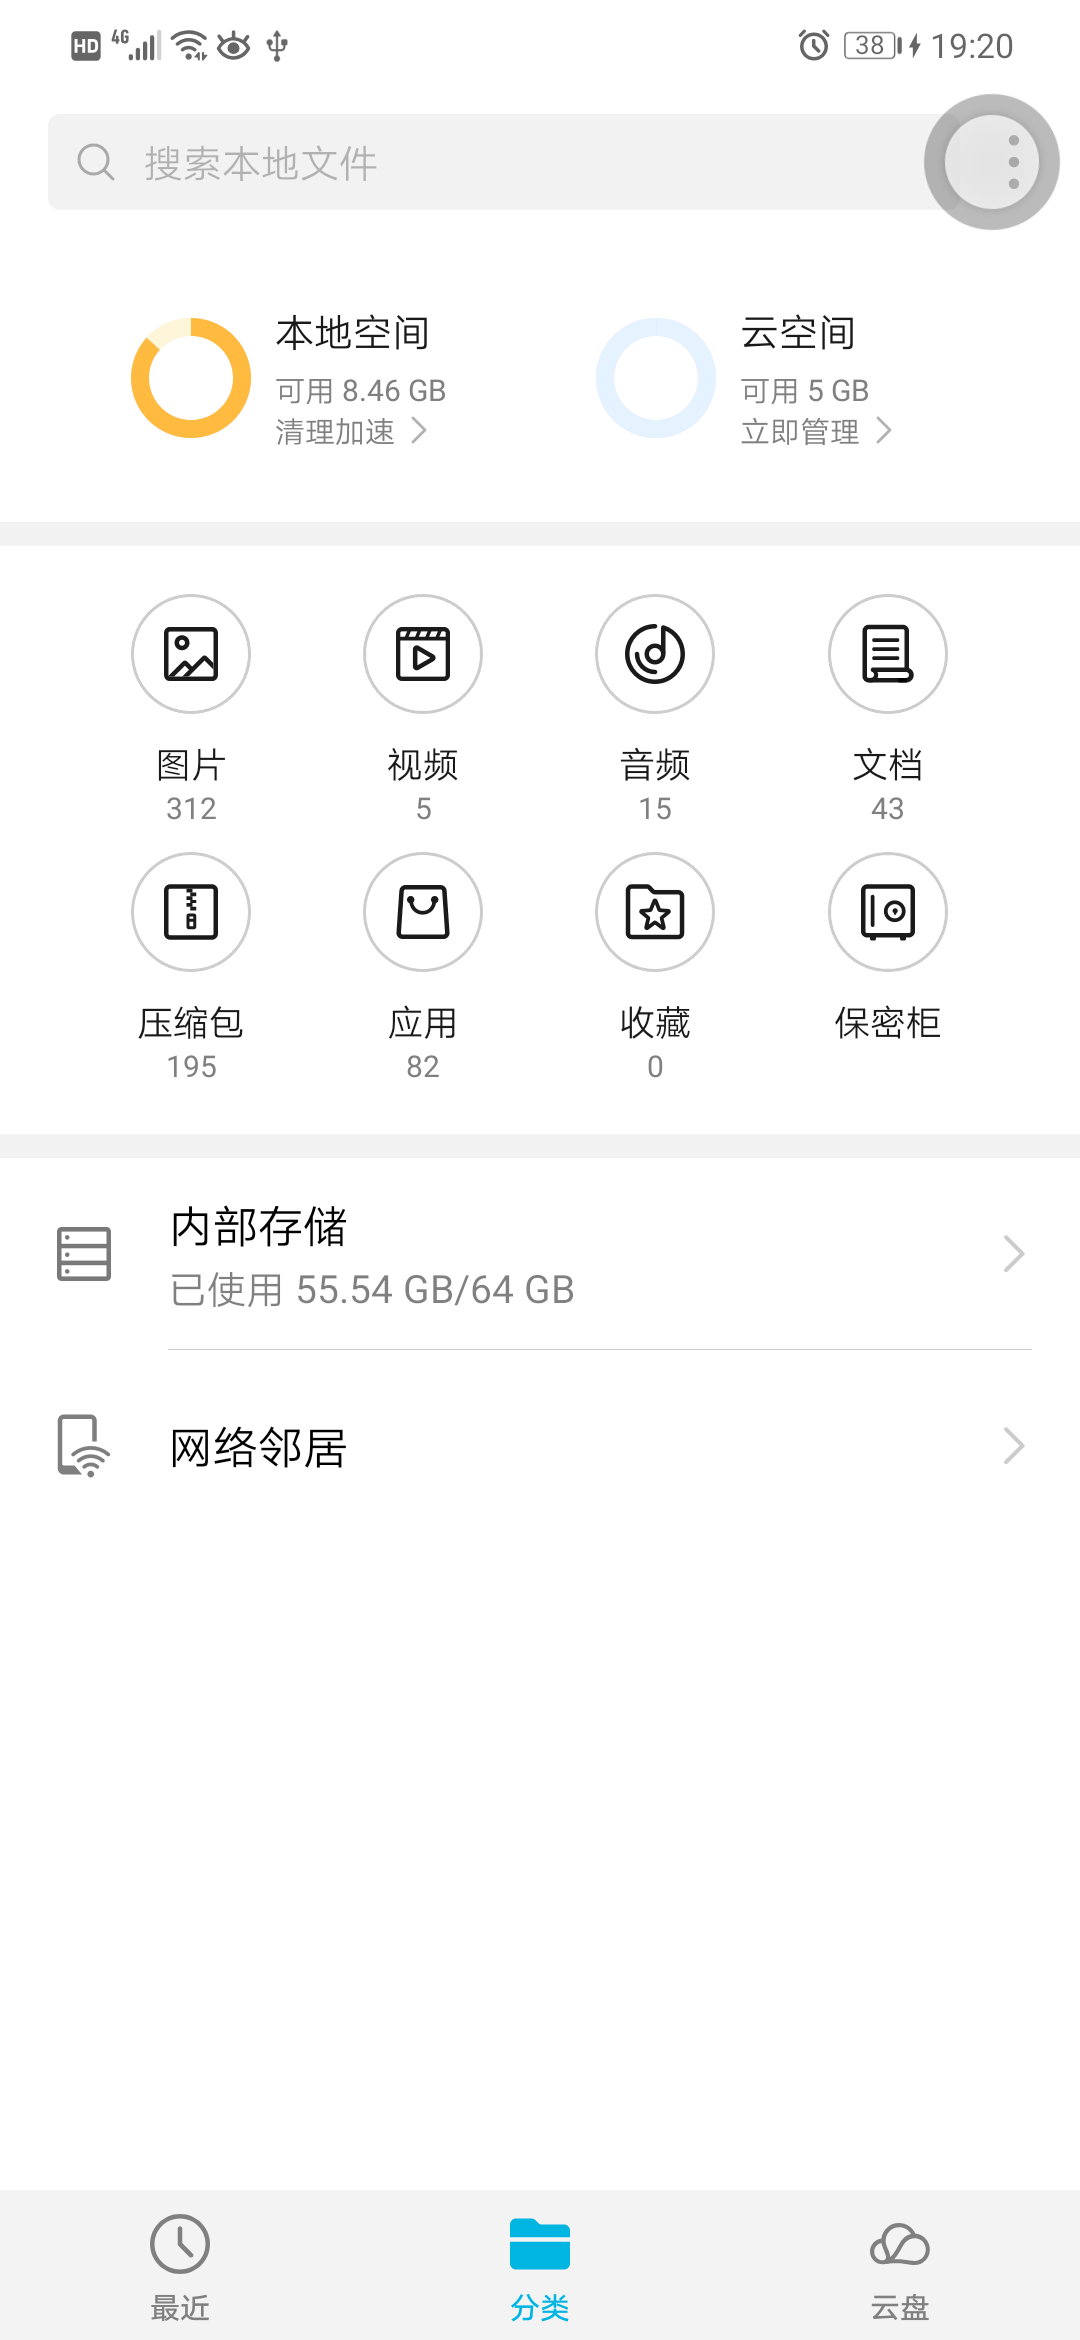 HD 4G 38 19:20
搜索本地文件
本地空间
可用 8.46 GB
清理加速
云空间
可用 5 GB
立即管理
图片 视频 音频 文档
312 5 15 43
压缩包 应用 收藏 保密柜
195 82 0
内部存储
已使用 55.54 GB/64 GB
网络邻居
最近 分类 云盘